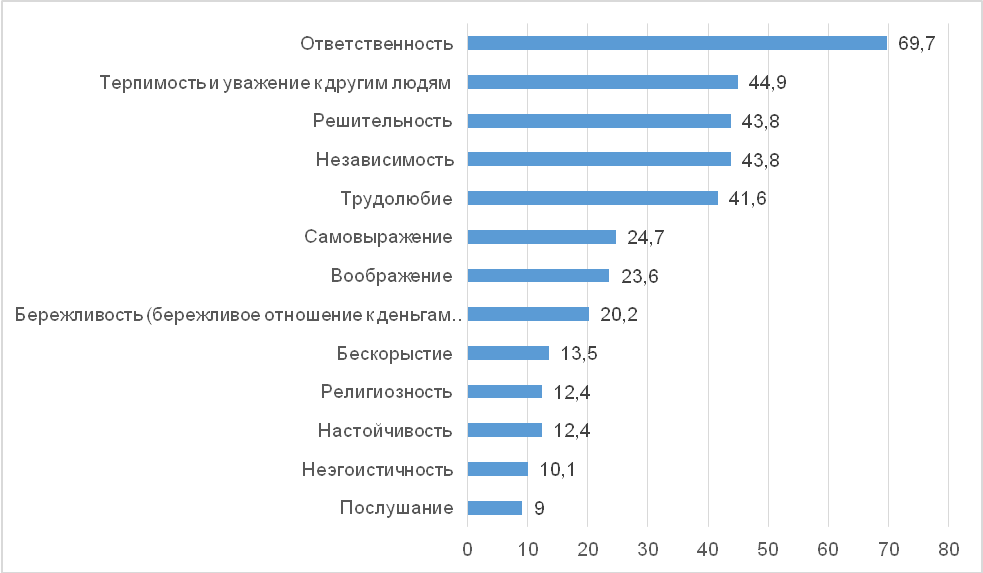 Ответственность 69,7
Терпимость и уважение к другим людям 44,9
Решительность 43,8
Независимость 43,8
Трудолюбие 41,6
Самовыражение 24,7
Воображение 23,6
Бережливость (бережливое отношение к деньгам.. 20,2
Бескорыстие 13,5
Религиозность 12,4
Настойчивость 12,4
Неэгоистичность 10,1
Послушание 9
0 10 20 30 40 50 60 70 80